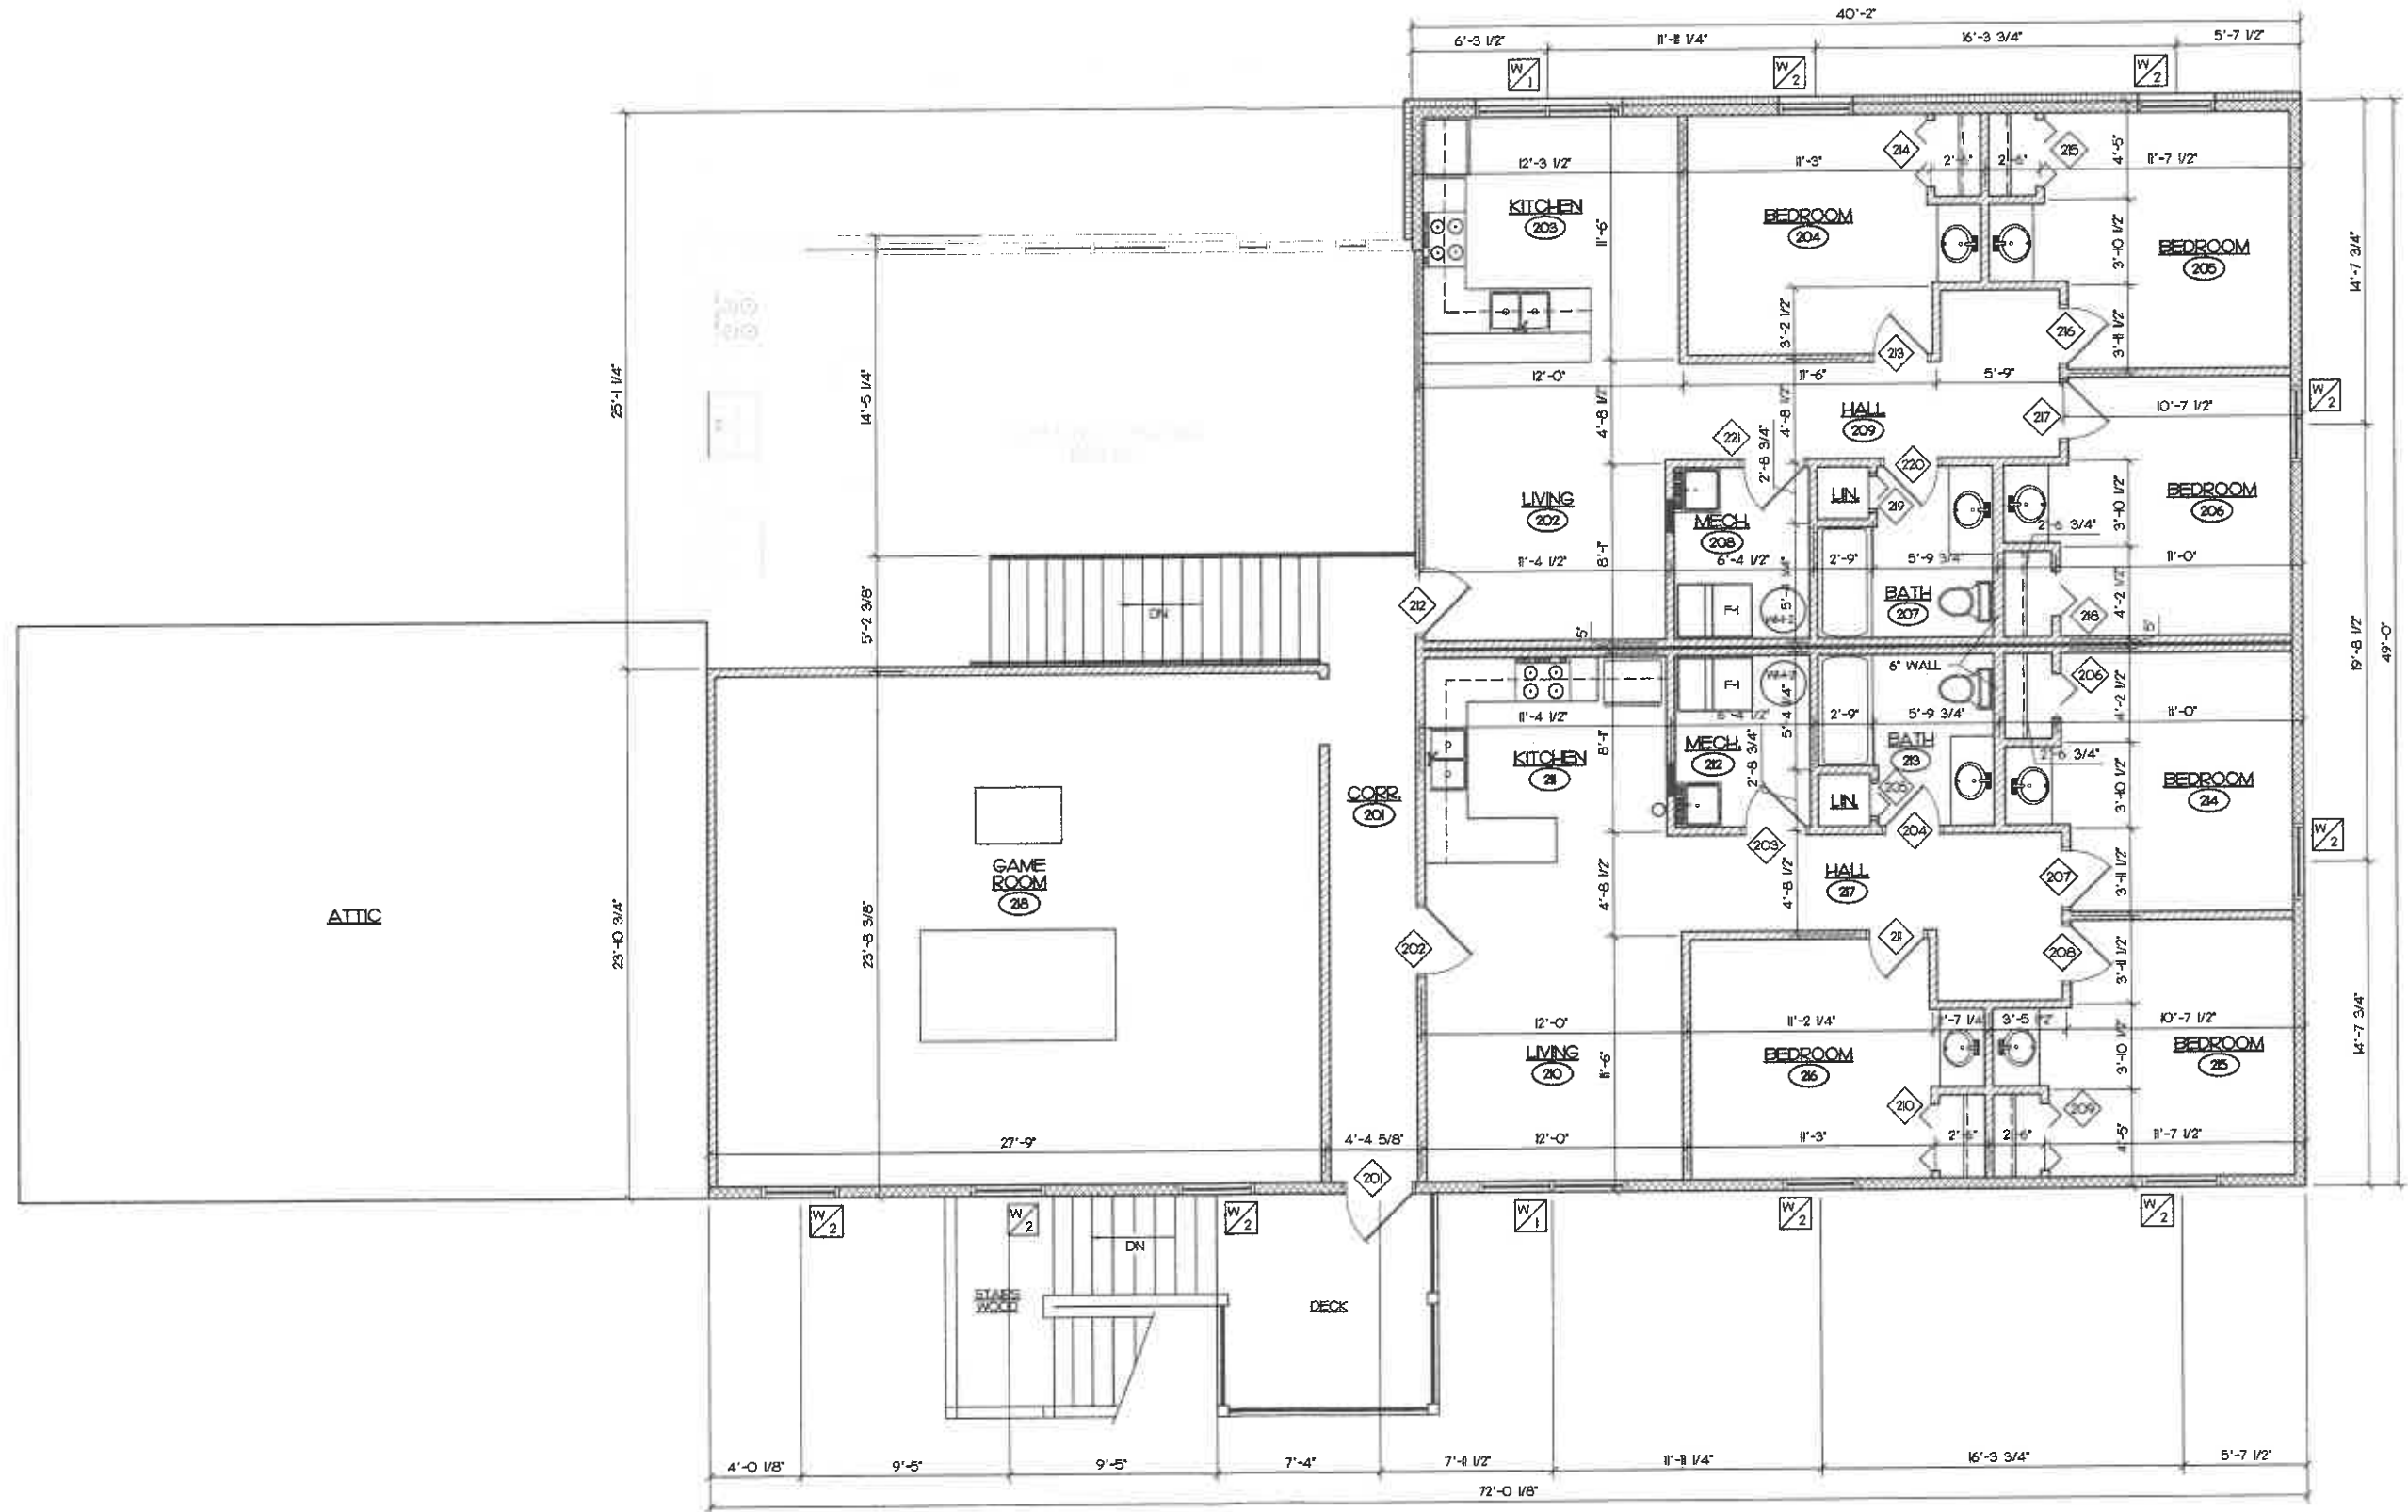 40'-2"
6'-3 1/2" 11'-11 1/4" 16'-3 3/4" 5'-7 1/2"
W 1
W 2
W 2
214 215
4'-5"
12'-3 1/2" 11'-3" 2'-6" 2'-6" 11'-7 1/2"
KITCHEN
203
BEDROOM
204
11'-6"
3'-10 1/2"
BEDROOM
205
14'-7 3/4"
25'-1 1/4"
14'-5 1/4"
3'-2 1/2"
213
216
3'-11 1/2"
12'-0" 11'-6" 5'-9"
W 2
4'-8 1/2"
4'-8 1/2"
HALL
209
217
10'-7 1/2"
221
2'-8 3/4"
220
LIVING
202
MECH.
208
LIN.
219
BEDROOM
206
3'-10 1/2"
2'-6 3/4"
11'-4 1/2" 8'-1" 6'-4 1/2" 2'-9" 5'-9 3/4" 11'-0"
5'-2 3/8"
DN
212
5'-4 1/4"
BATH
207
4'-2 1/2"
218
5"
5"
19'-8 1/2"
49'-0"
6" WALL
206
4'-2 1/2"
11'-4 1/2" 6'-4 1/2" 2'-9" 5'-9 3/4" 11'-0"
8'-1"
5'-4 1/4"
KITCHEN
211
MECH.
212
2'-8 3/4"
BATH
213
2'-6 3/4"
BEDROOM
214
3'-10 1/2"
CORR.
201
LIN.
205
203
204
W 2
GAME
ROOM
218
4'-8 1/2"
4'-8 1/2"
HALL
217
207
3'-11 1/2"
ATTIC
23'-10 3/4"
23'-8 3/8"
202
211
208
3'-11 1/2"
12'-0" 11'-2 1/4" 3'-5 1/2" 10'-7 1/2"
LIVING
210
11'-6"
BEDROOM
216
3'-10 1/2"
BEDROOM
215
14'-7 3/4"
210
209
27'-9" 4'-4 5/8" 12'-0" 11'-3" 2'-6" 2'-6" 4'-5" 11'-7 1/2"
201
W 2
W 2
W 2
W 1
W 2
W 2
DN
STAIRS
WOOD
DECK
4'-0 1/8" 9'-5" 9'-5" 7'-4" 7'-11 1/2" 11'-11 1/4" 16'-3 3/4" 5'-7 1/2"
72'-0 1/8"